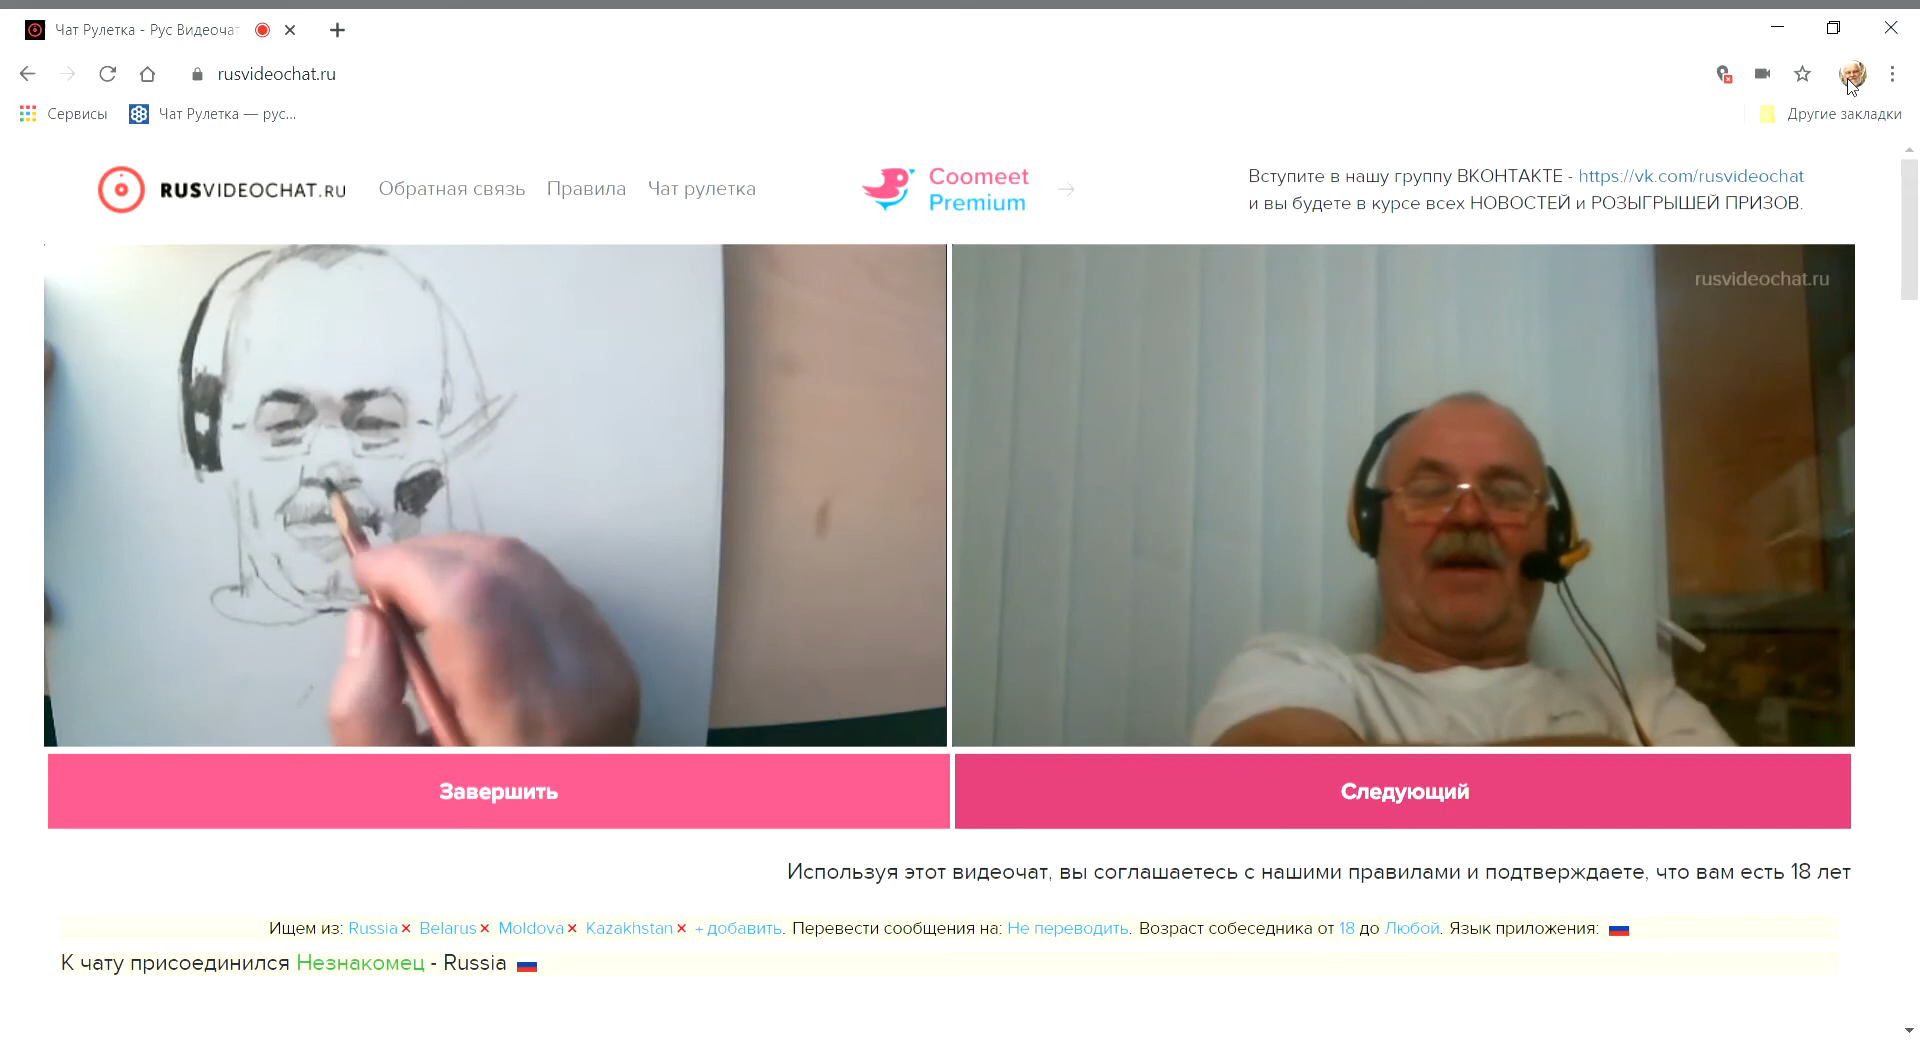 Чат Рулетка - Рус Видеочат
rusvideochat.ru
Сервисы
Чат Рулетка — рус...
Другие закладки
RUSVIDEOCHAT.RU
Обратная связь
Правила
Чат рулетка
Coomeet
Premium
Вступите в нашу группу ВКОНТАКТЕ - https://vk.com/rusvideochat
и вы будете в курсе всех НОВОСТЕЙ и РОЗЫГРЫШЕЙ ПРИЗОВ.
rusvideochat.ru
Завершить
Следующий
Используя этот видеочат, вы соглашаетесь с нашими правилами и подтверждаете, что вам есть 18 лет
Ищем из: Russia× Belarus× Moldova× Kazakhstan× + добавить. Перевести сообщения на: Не переводить. Возраст собеседника от 18 до Любой. Язык приложения:
К чату присоединился Незнакомец - Russia